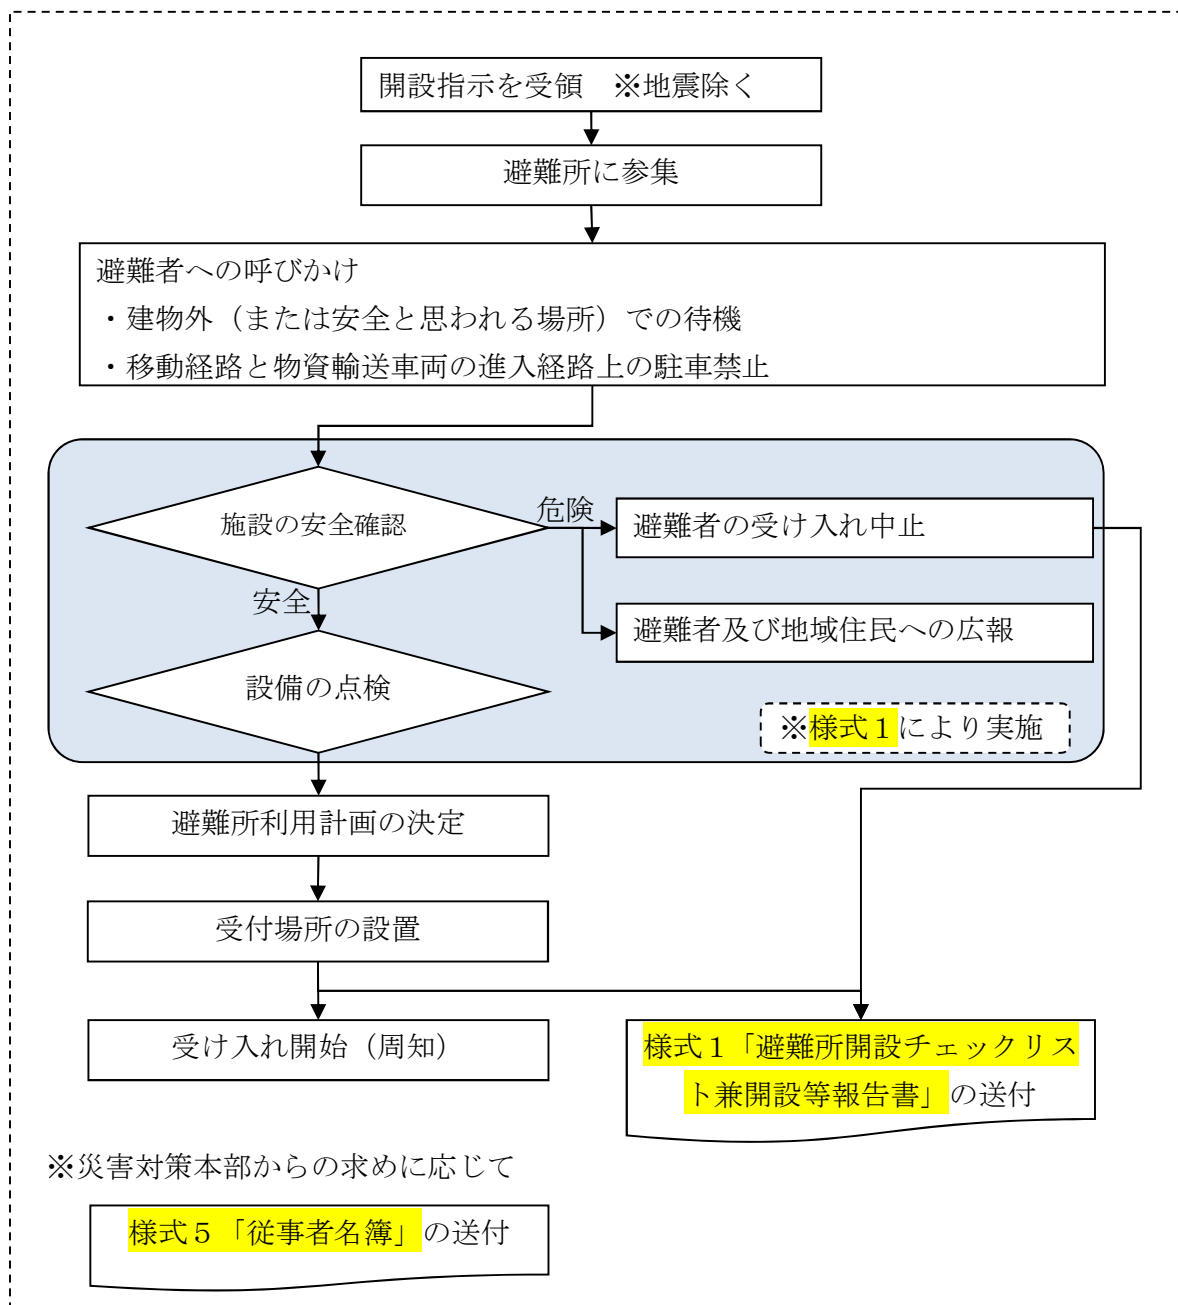 開設指示を受領　※地震除く
避難所に参集
避難者への呼びかけ
・建物外（または安全と思われる場所）での待機
・移動経路と物資輸送車両の進入経路上の駐車禁止
施設の安全確認
危険
避難者の受け入れ中止
安全
避難者及び地域住民への広報
設備の点検
※様式１により実施
避難所利用計画の決定
受付場所の設置
受け入れ開始（周知）
様式１「避難所開設チェックリス
ト兼開設等報告書」の送付
※災害対策本部からの求めに応じて
様式５「従事者名簿」の送付